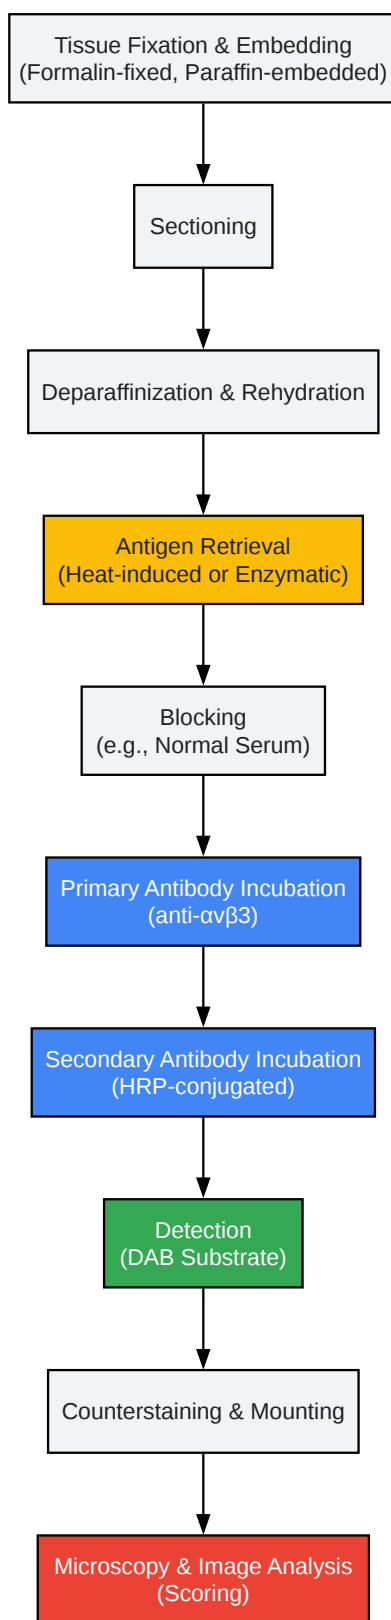 Tissue Fixation & Embedding
(Formalin-fixed, Paraffin-embedded)
Sectioning
Deparaffinization & Rehydration
Antigen Retrieval
(Heat-induced or Enzymatic)
Blocking
(e.g., Normal Serum)
Primary Antibody Incubation
(anti-αvβ3)
Secondary Antibody Incubation
(HRP-conjugated)
Detection
(DAB Substrate)
Counterstaining & Mounting
Microscopy & Image Analysis
(Scoring)